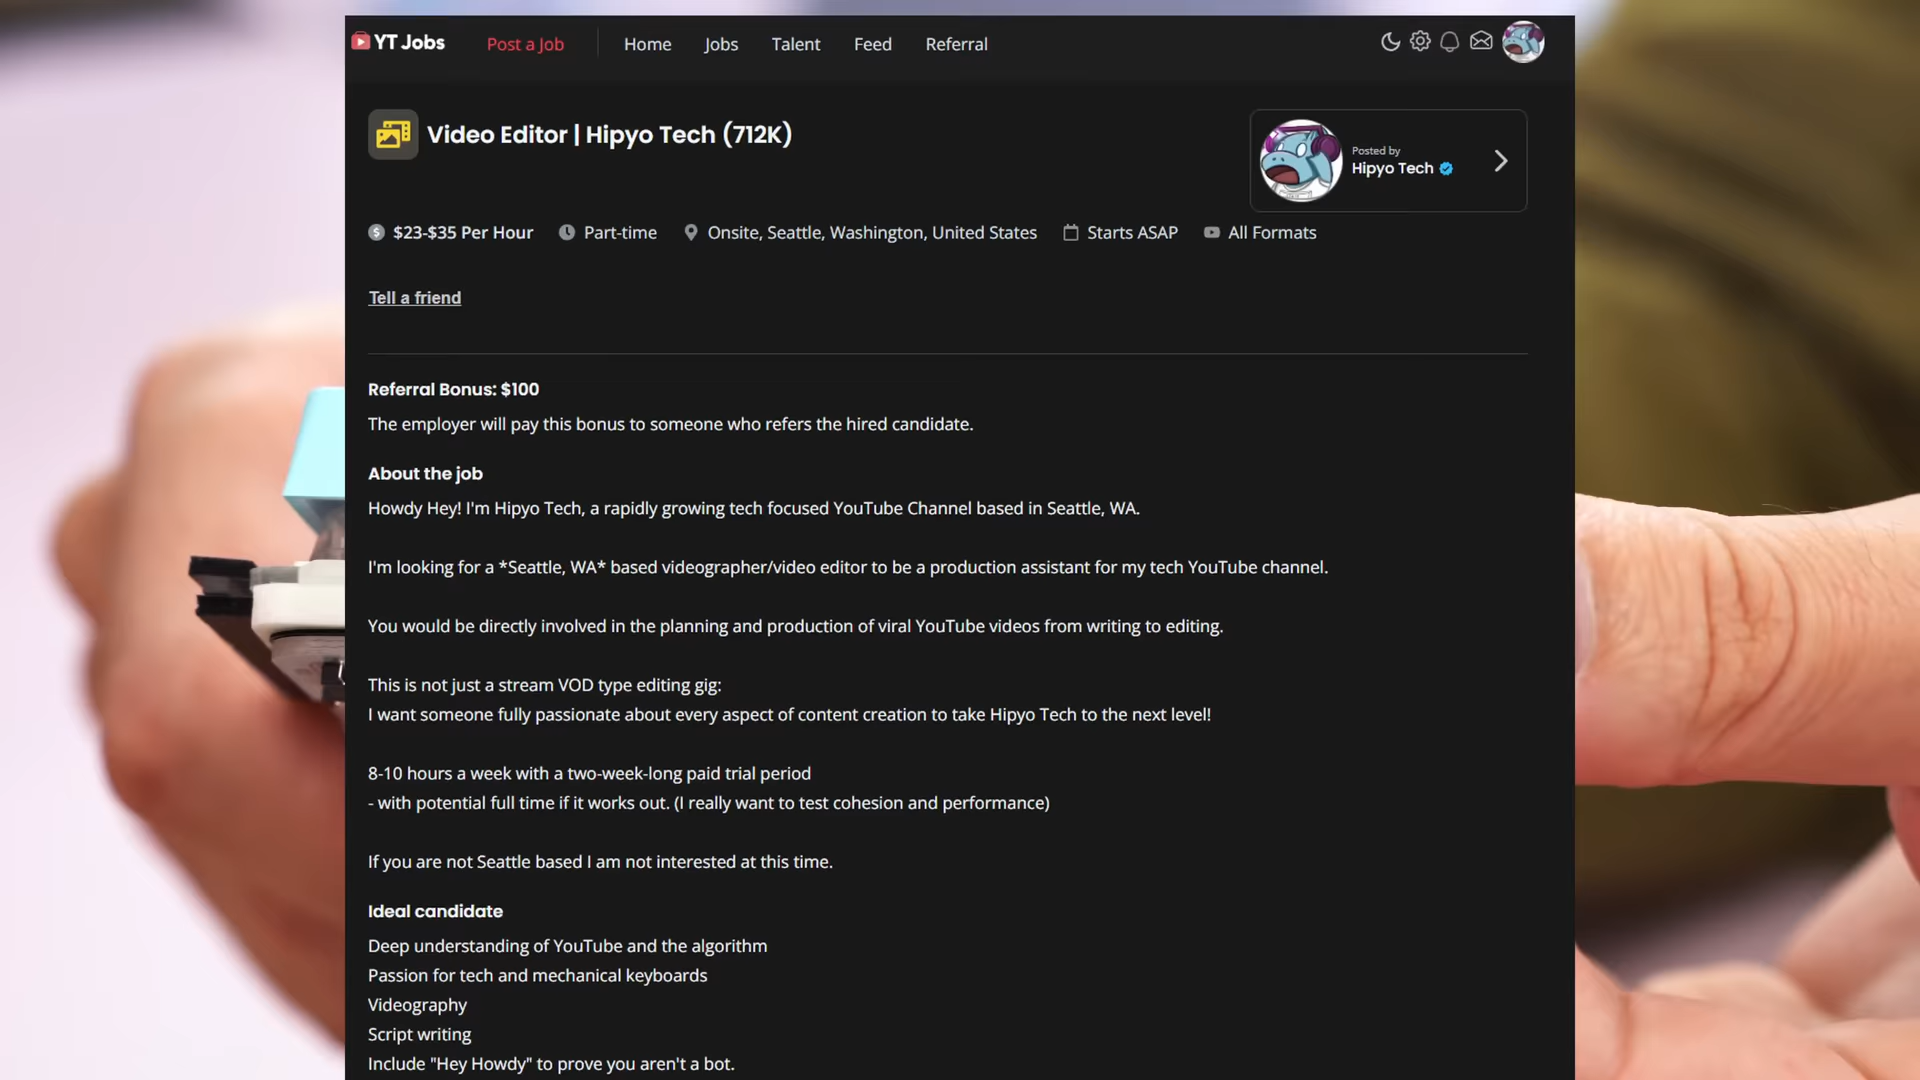 YT Jobs
Post a Job
Home
Jobs
Talent
Feed
Referral
Video Editor | Hipyo Tech (712K)
Posted by
Hipyo Tech
$23-$35 Per Hour
Part-time
Onsite, Seattle, Washington, United States
Starts ASAP
All Formats
Tell a friend
Referral Bonus: $100
The employer will pay this bonus to someone who refers the hired candidate.
About the job
Howdy Hey! I'm Hipyo Tech, a rapidly growing tech focused YouTube Channel based in Seattle, WA.
I'm looking for a *Seattle, WA* based videographer/video editor to be a production assistant for my tech YouTube channel.
You would be directly involved in the planning and production of viral YouTube videos from writing to editing.
This is not just a stream VOD type editing gig:
I want someone fully passionate about every aspect of content creation to take Hipyo Tech to the next level!
8-10 hours a week with a two-week-long paid trial period
- with potential full time if it works out. (I really want to test cohesion and performance)
If you are not Seattle based I am not interested at this time.
Ideal candidate
Deep understanding of YouTube and the algorithm
Passion for tech and mechanical keyboards
Videography
Script writing
Include "Hey Howdy" to prove you aren't a bot.